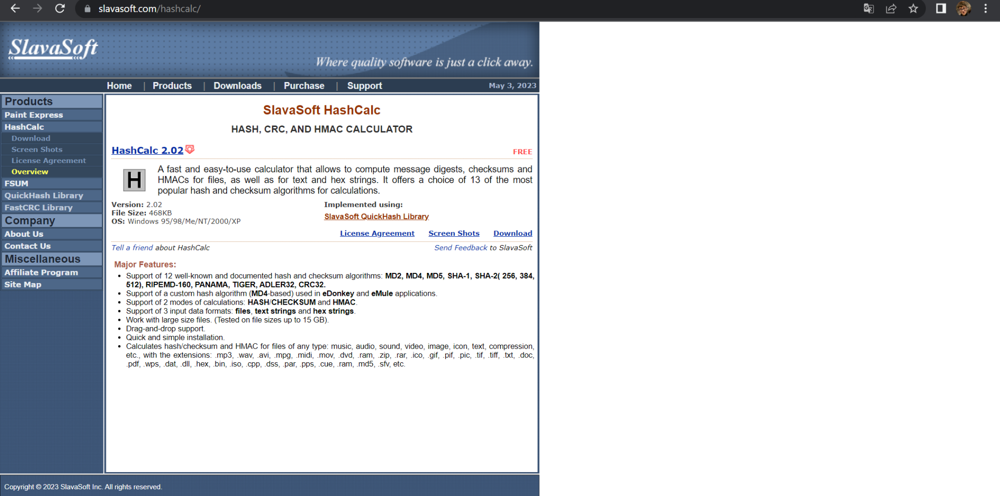 slavasoft.com/hashcalc/
SlavaSoft
Where quality software is just a click away.
Home | Products | Downloads | Purchase | Support May 3, 2023
Products
Paint Express
HashCalc
Download
Screen Shots
License Agreement
Overview
FSUM
QuickHash Library
FastCRC Library
Company
About Us
Contact Us
Miscellaneous
Affiliate Program
Site Map
SlavaSoft HashCalc
HASH, CRC, AND HMAC CALCULATOR
HashCalc 2.02 FREE
H
A fast and easy-to-use calculator that allows to compute message digests, checksums and
HMACs for files, as well as for text and hex strings. It offers a choice of 13 of the most
popular hash and checksum algorithms for calculations.
Version: 2.02
File Size: 468KB
OS: Windows 95/98/Me/NT/2000/XP
Implemented using:
SlavaSoft QuickHash Library
License Agreement Screen Shots Download
Tell a friend about HashCalc Send Feedback to SlavaSoft
Major Features:
• Support of 12 well-known and documented hash and checksum algorithms: MD2, MD4, MD5, SHA-1, SHA-2( 256, 384,
512), RIPEMD-160, PANAMA, TIGER, ADLER32, CRC32.
• Support of a custom hash algorithm (MD4-based) used in eDonkey and eMule applications.
• Support of 2 modes of calculations: HASH/CHECKSUM and HMAC.
• Support of 3 input data formats: files, text strings and hex strings.
• Work with large size files. (Tested on file sizes up to 15 GB).
• Drag-and-drop support.
• Quick and simple installation.
• Calculates hash/checksum and HMAC for files of any type: music, audio, sound, video, image, icon, text, compression,
etc., with the extensions: .mp3, .wav, .avi, .mpg, .midi, .mov, .dvd, .ram, .zip, .rar, .ico, .gif, .pif, .pic, .tif, .tiff, .txt, .doc,
.pdf, .wps, .dat, .dll, .hex, .bin, .iso, .cpp, .dss, .par, .pps, .cue, .ram, .md5, .sfv, etc.
Copyright © 2023 SlavaSoft Inc. All rights reserved.